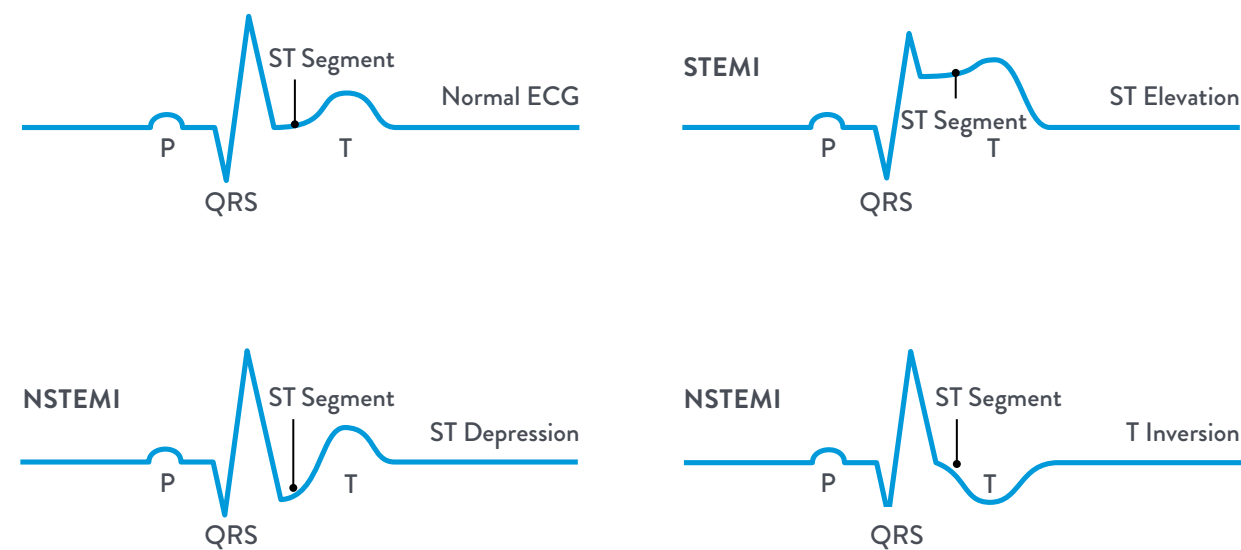 ST Segment
Normal ECG
P
T
QRS
STEMI
ST Elevation
ST Segment
P
T
QRS
NSTEMI
ST Segment
ST Depression
P
T
QRS
NSTEMI
ST Segment
T Inversion
P
T
QRS